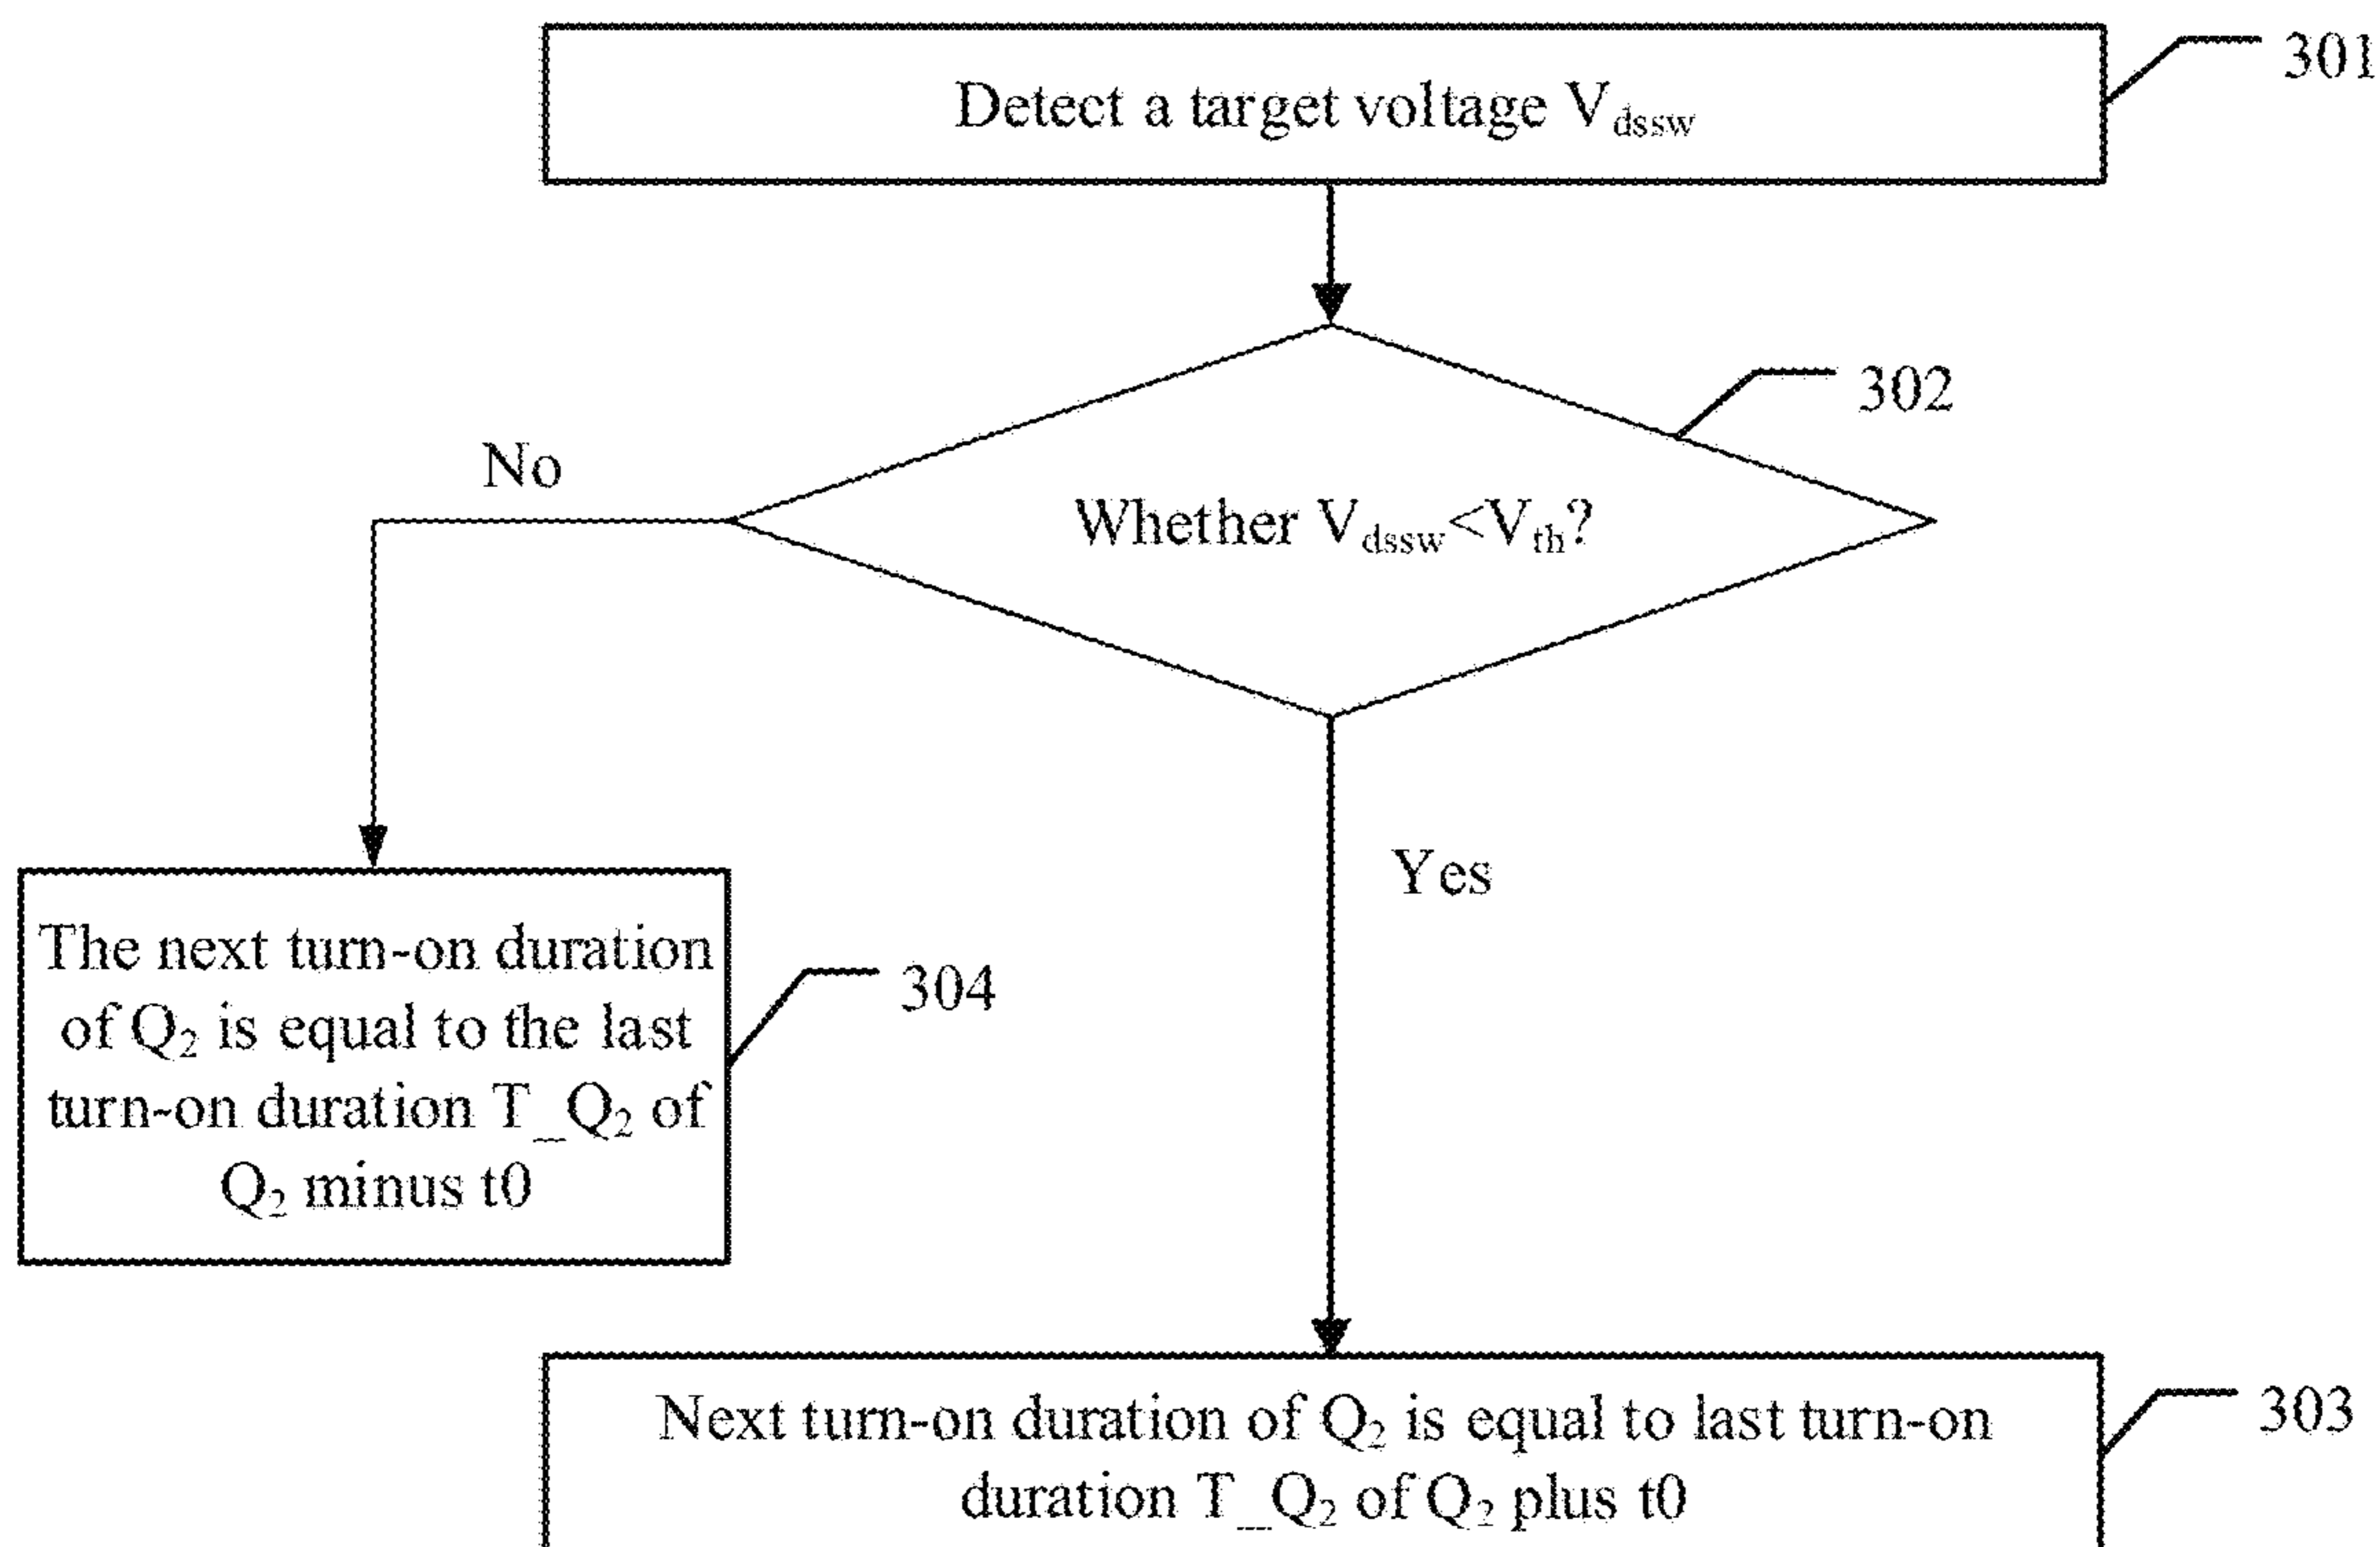 Detect a target voltage Vdssw
301
302
No
Whether Vdssw<Vth?
Yes
The next turn-on duration
of Q2 is equal to the last
turn-on duration T_Q2 of
Q2 minus t0
304
Next turn-on duration of Q2 is equal to last turn-on
duration T_Q2 of Q2 plus t0
303